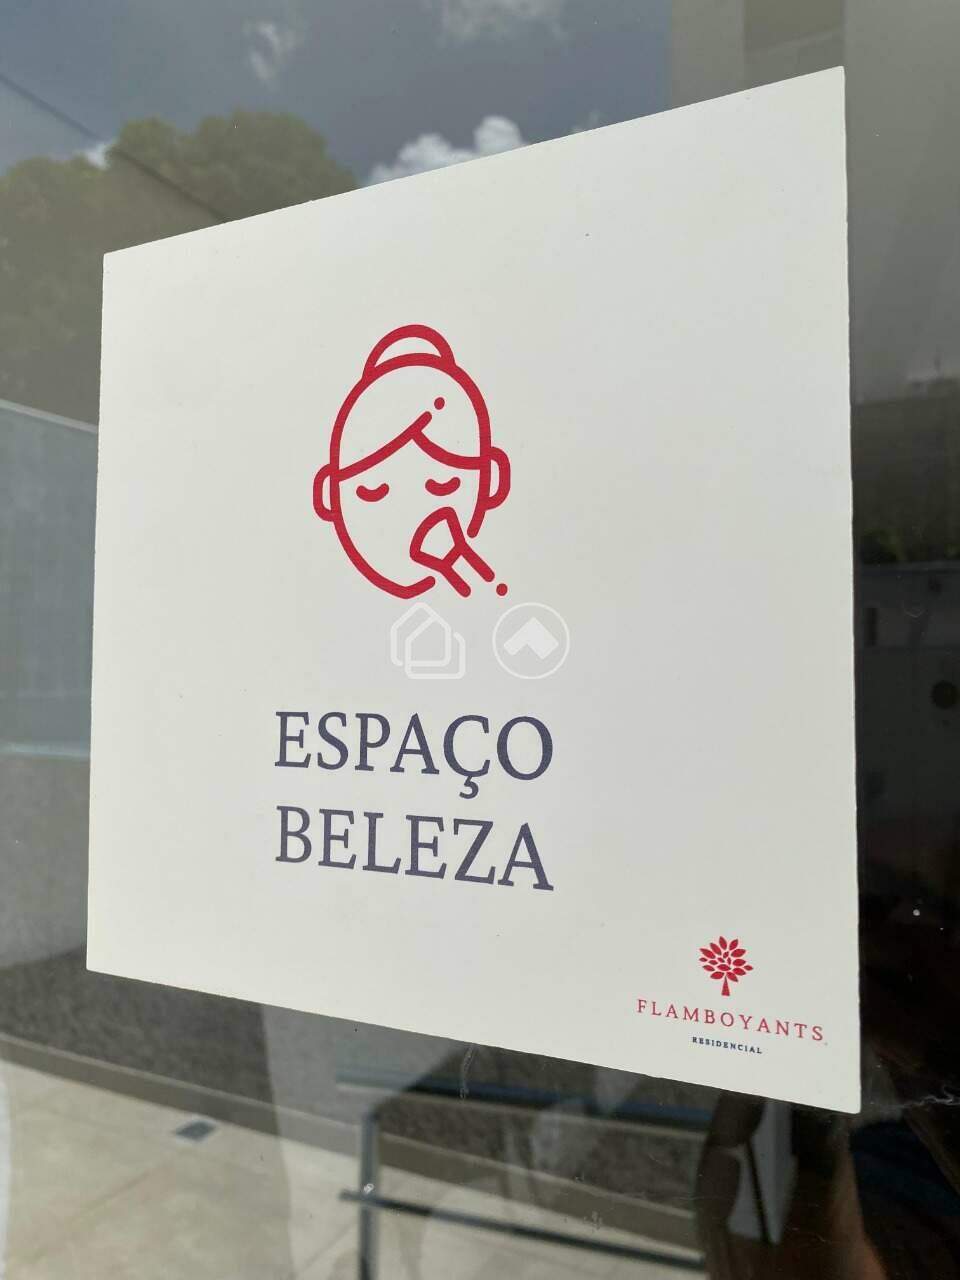 ESPAÇO
BELEZA
FLAMBOYANTS
RESIDENCIAL